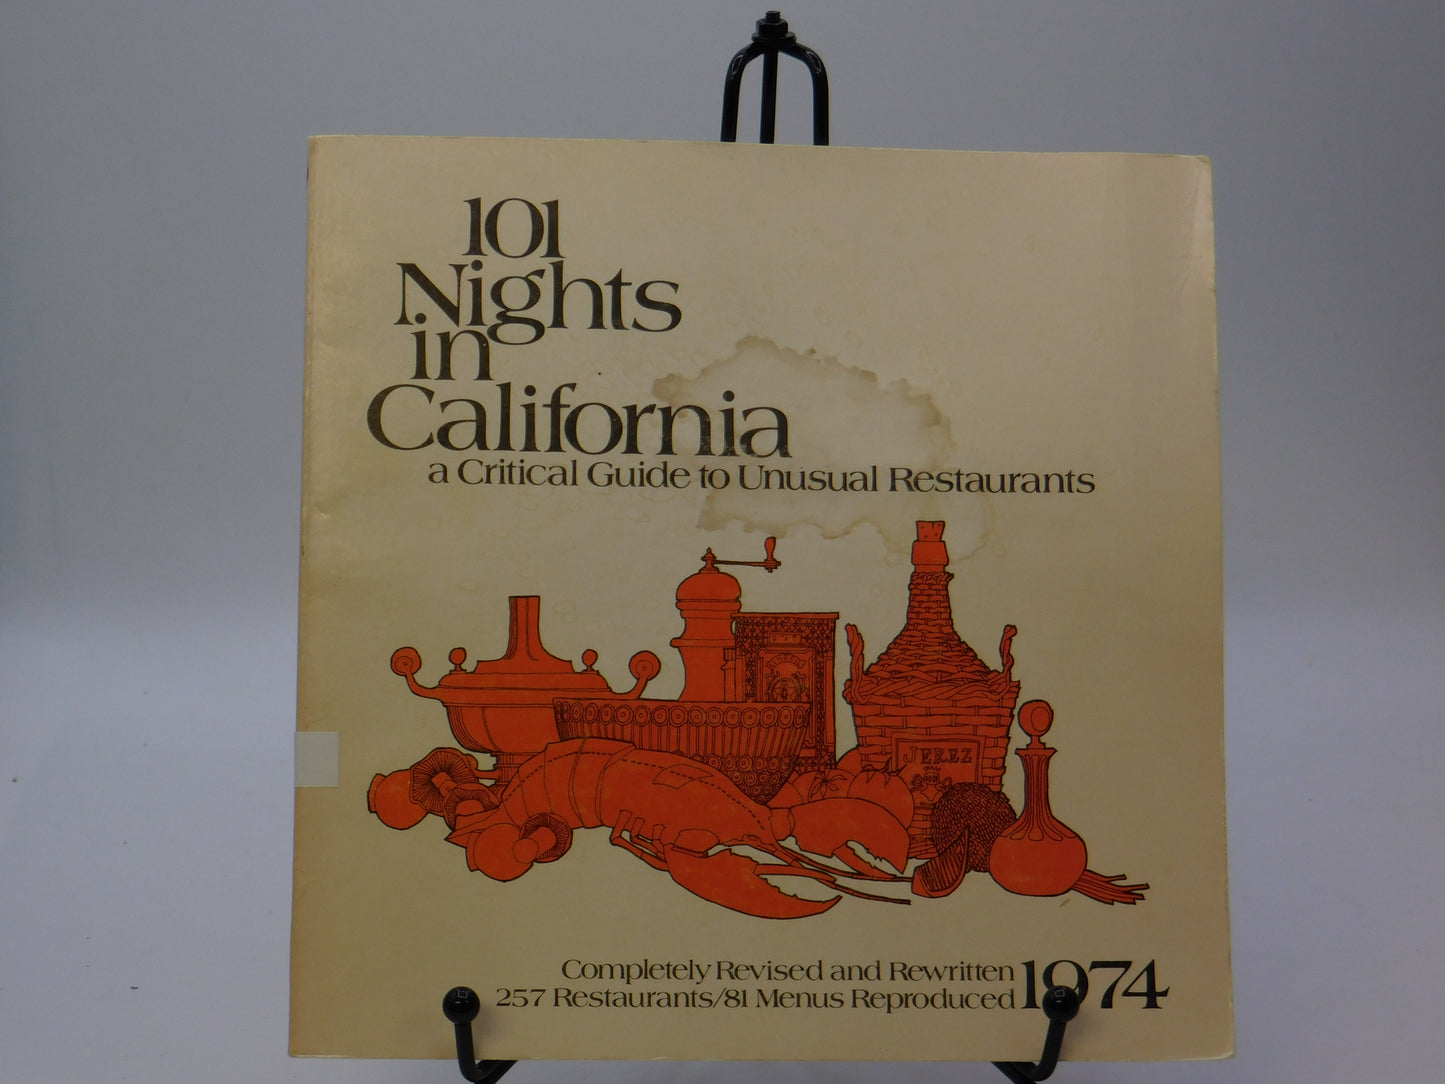 101
Nights
in
California
a Critical Guide to Unusual Restaurants
JEREZ
Completely Revised and Rewritten
257 Restaurants/81 Menus Reproduced 1974